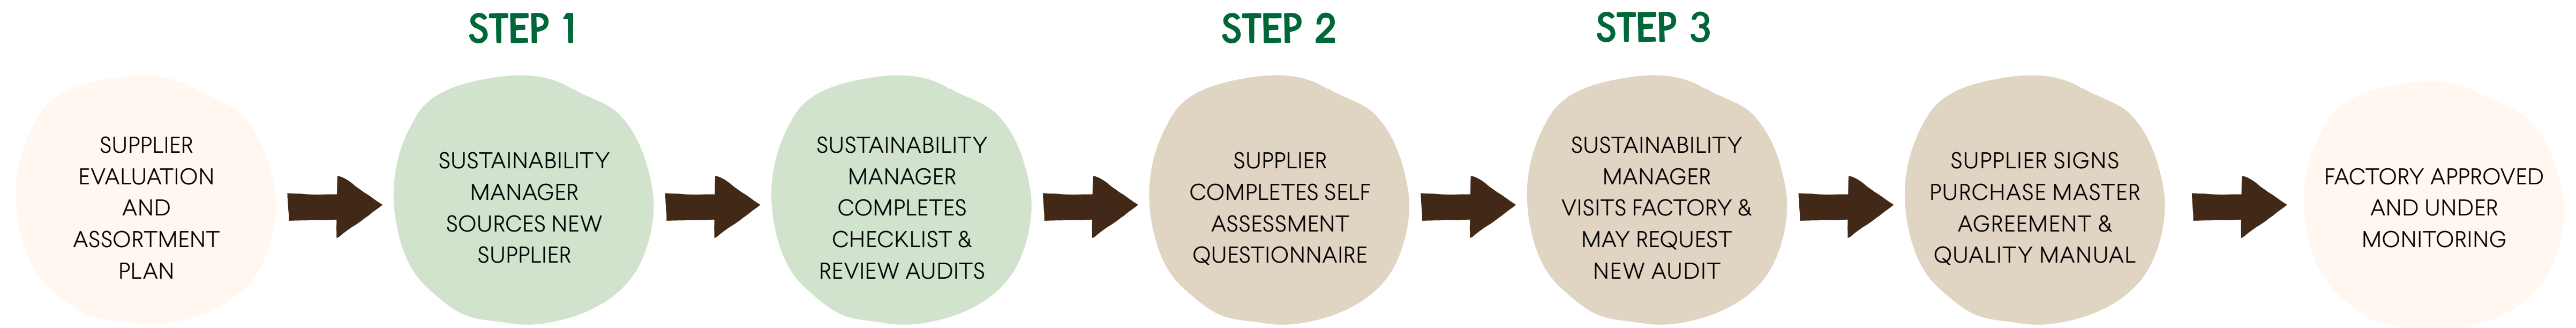 STEP 1
STEP 2
STEP 3
SUPPLIER
EVALUATION
AND
ASSORTMENT
PLAN
SUSTAINABILITY
MANAGER
SOURCES NEW
SUPPLIER
SUSTAINABILITY
MANAGER
COMPLETES
CHECKLIST &
REVIEW AUDITS
SUPPLIER
COMPLETES SELF
ASSESSMENT
QUESTIONNAIRE
SUSTAINABILITY
MANAGER
VISITS FACTORY &
MAY REQUEST
NEW AUDIT
SUPPLIER SIGNS
PURCHASE MASTER
AGREEMENT &
QUALITY MANUAL
FACTORY APPROVED
AND UNDER
MONITORING